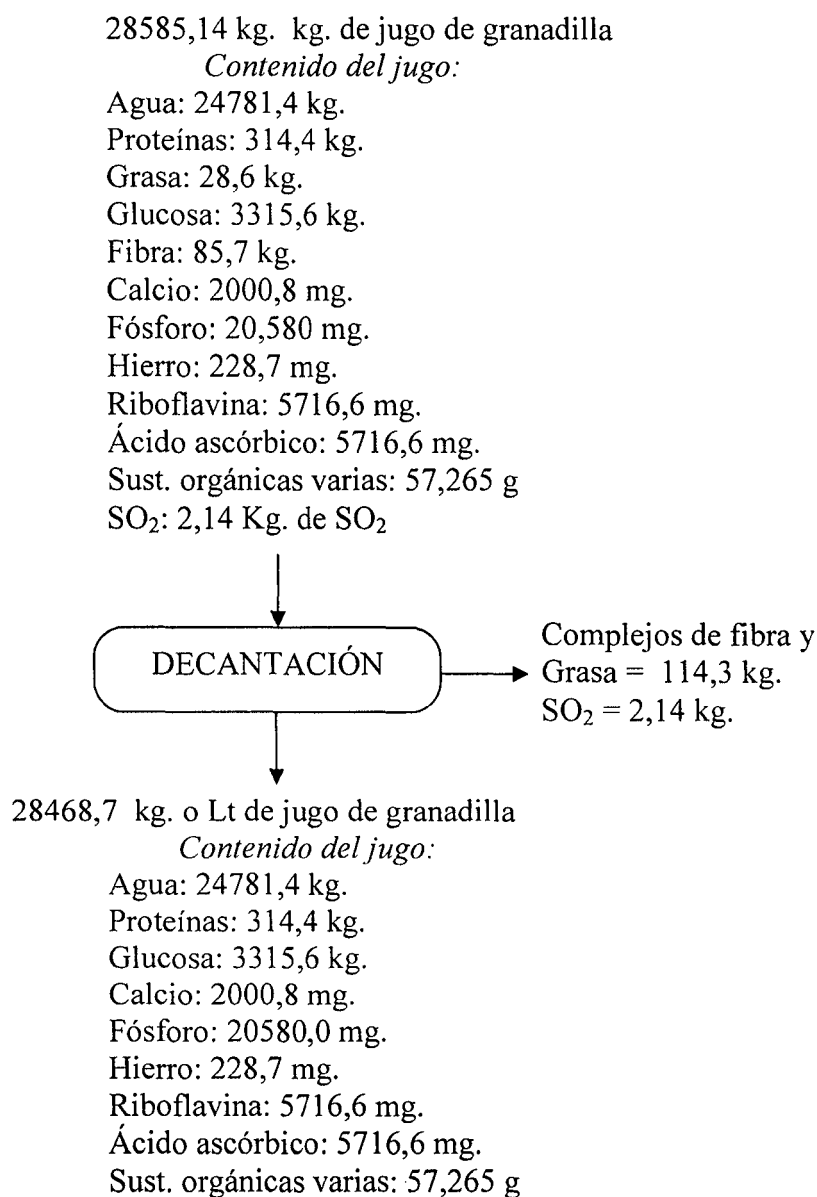 28585,14 kg. kg. de jugo de granadilla
Contenido del jugo:
Agua: 24781,4 kg.
Proteínas: 314,4 kg.
Grasa: 28,6 kg.
Glucosa: 3315,6 kg.
Fibra: 85,7 kg.
Calcio: 2000,8 mg.
Fósforo: 20,580 mg.
Hierro: 228,7 mg.
Riboflavina: 5716,6 mg.
Ácido ascórbico: 5716,6 mg.
Sust. orgánicas varias: 57,265 g
SO₂: 2,14 Kg. de SO₂
DECANTACIÓN
Complejos de fibra y
Grasa = 114,3 kg.
SO₂ = 2,14 kg.
28468,7 kg. o Lt de jugo de granadilla
Contenido del jugo:
Agua: 24781,4 kg.
Proteínas: 314,4 kg.
Glucosa: 3315,6 kg.
Calcio: 2000,8 mg.
Fósforo: 20580,0 mg.
Hierro: 228,7 mg.
Riboflavina: 5716,6 mg.
Ácido ascórbico: 5716,6 mg.
Sust. orgánicas varias: 57,265 g